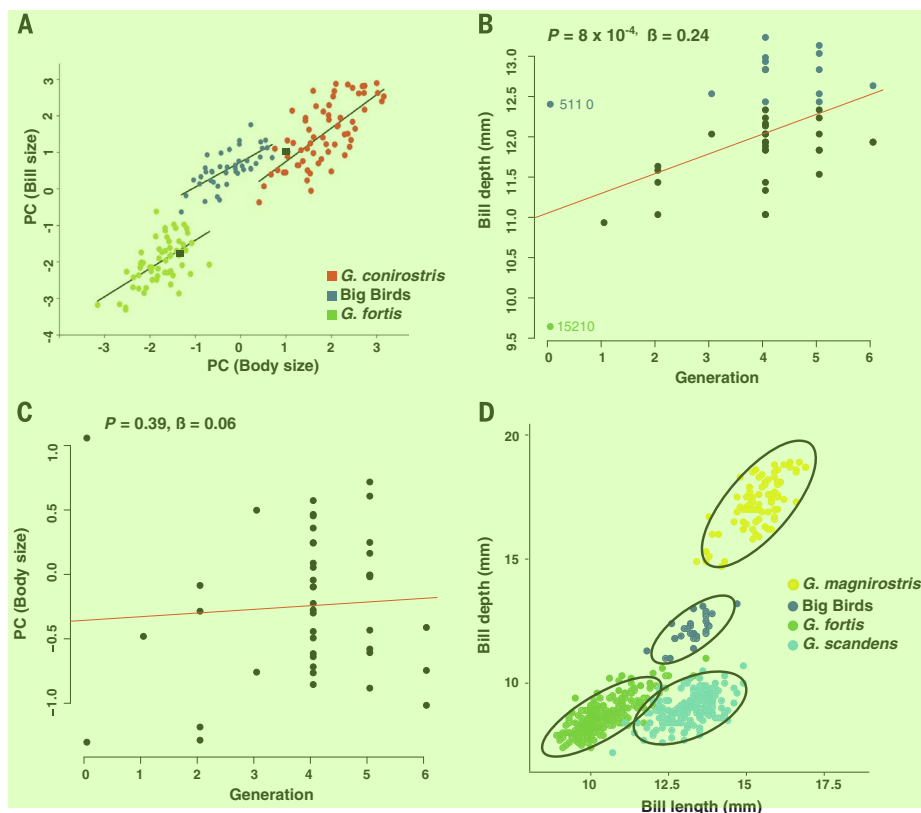 A
PC (Bill size)
3
2
1
0
-1
-2
-3
-4
-3
-2
-1
0
1
2
3
PC (Body size)
G. conirostris
Big Birds
G. fortis
B
P = 8 x 10-4, ß = 0.24
Bill depth (mm)
13.0
12.5
12.0
11.5
11.0
10.5
10.0
9.5
511 0
15210
0
1
2
3
4
5
6
Generation
C
P = 0.39, ß = 0.06
PC (Body size)
1.0
0.5
0.0
−0.5
−1.0
0
1
2
3
4
5
6
Generation
D
Bill depth (mm)
20
15
10
G. magnirostris
Big Birds
G. fortis
G. scandens
10.0
12.5
15.0
17.5
Bill length (mm)